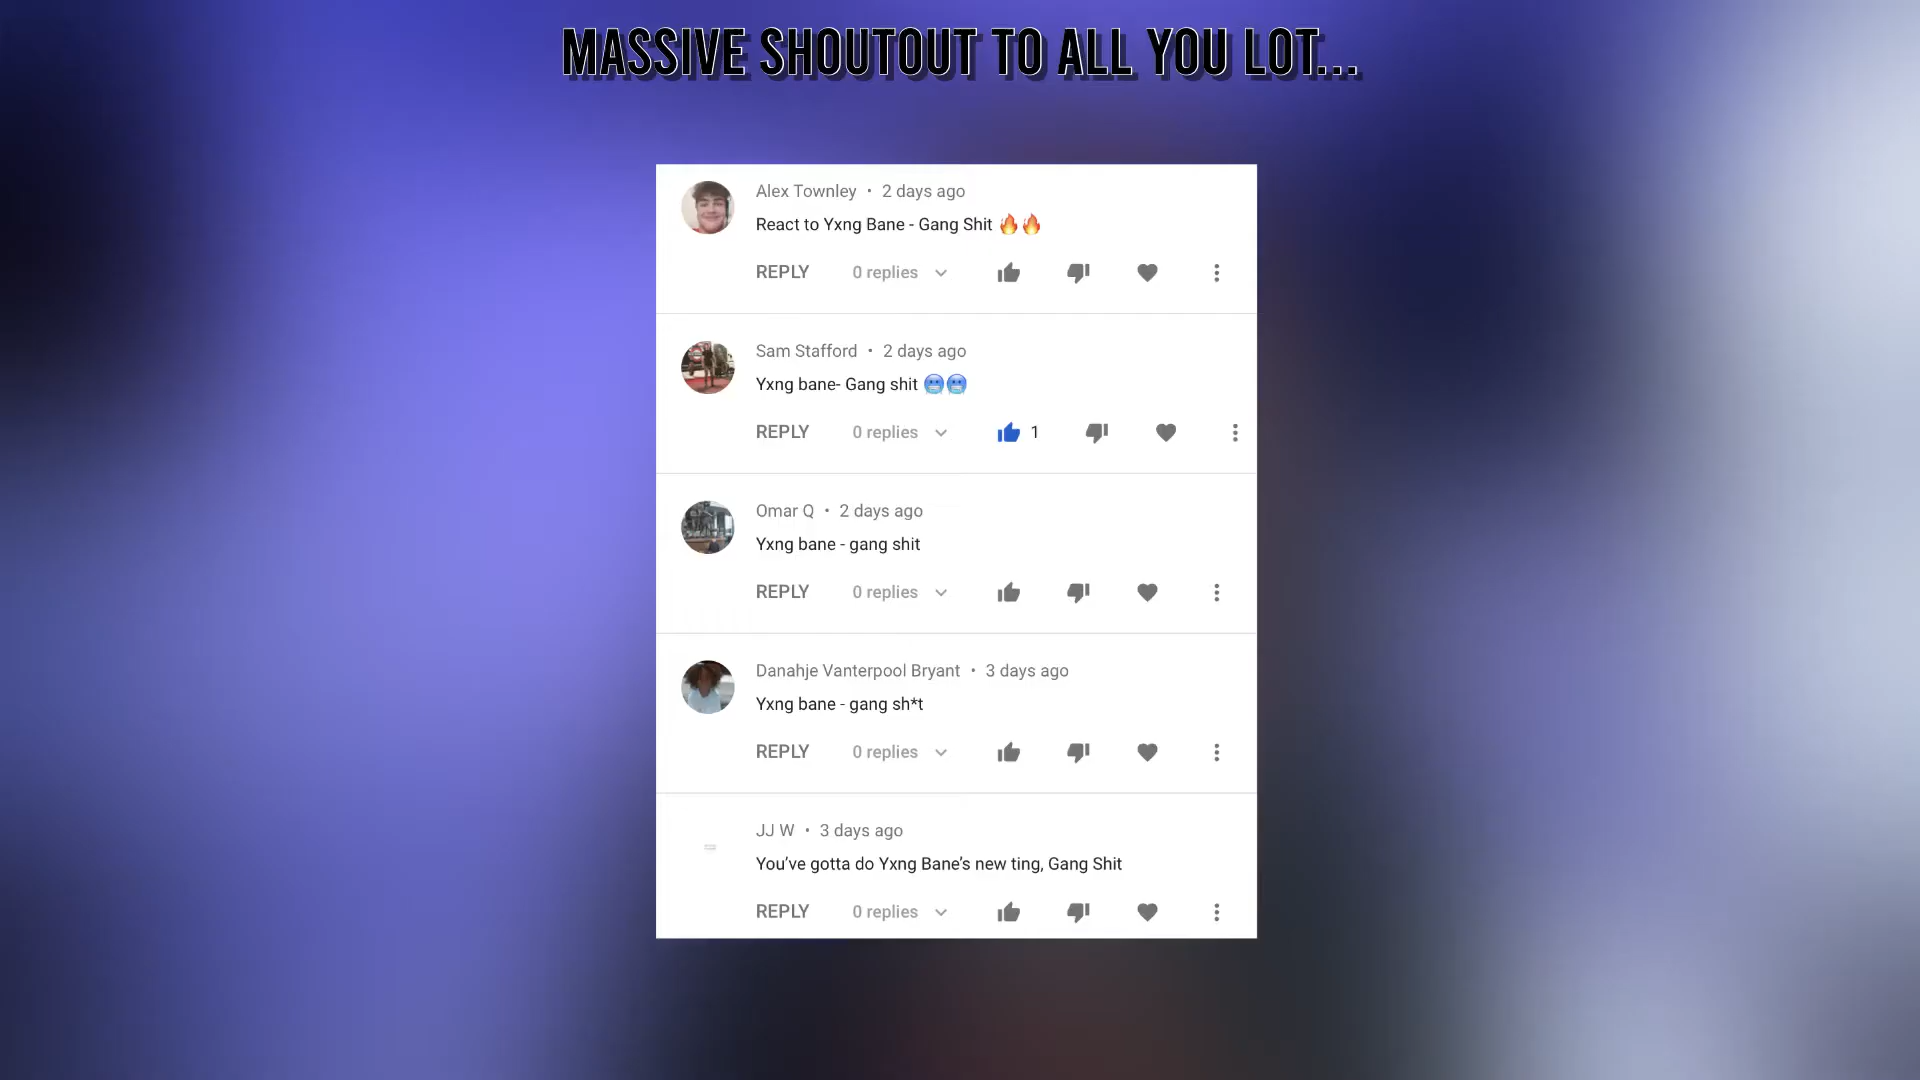 MASSIVE SHOUTOUT TO ALL YOU LOT...
Alex Townley • 2 days ago
React to Yxng Bane - Gang Shit 🔥🔥
REPLY 0 replies
Sam Stafford • 2 days ago
Yxng bane- Gang shit 🥶🥶
REPLY 0 replies 1
Omar Q • 2 days ago
Yxng bane - gang shit
REPLY 0 replies
Danahje Vanterpool Bryant • 3 days ago
Yxng bane - gang sh*t
REPLY 0 replies
JJ W • 3 days ago
You’ve gotta do Yxng Bane’s new ting, Gang Shit
REPLY 0 replies